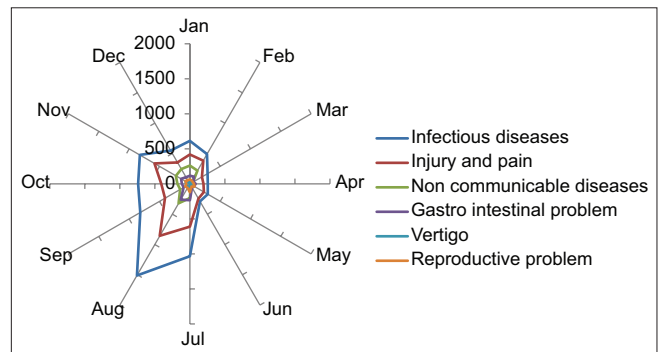 Jan
Feb
Mar
Apr
May
Jun
Jul
Aug
Sep
Oct
Nov
Dec
2000
1500
1000
500
0
Infectious diseases
Injury and pain
Non communicable diseases
Gastro intestinal problem
Vertigo
Reproductive problem